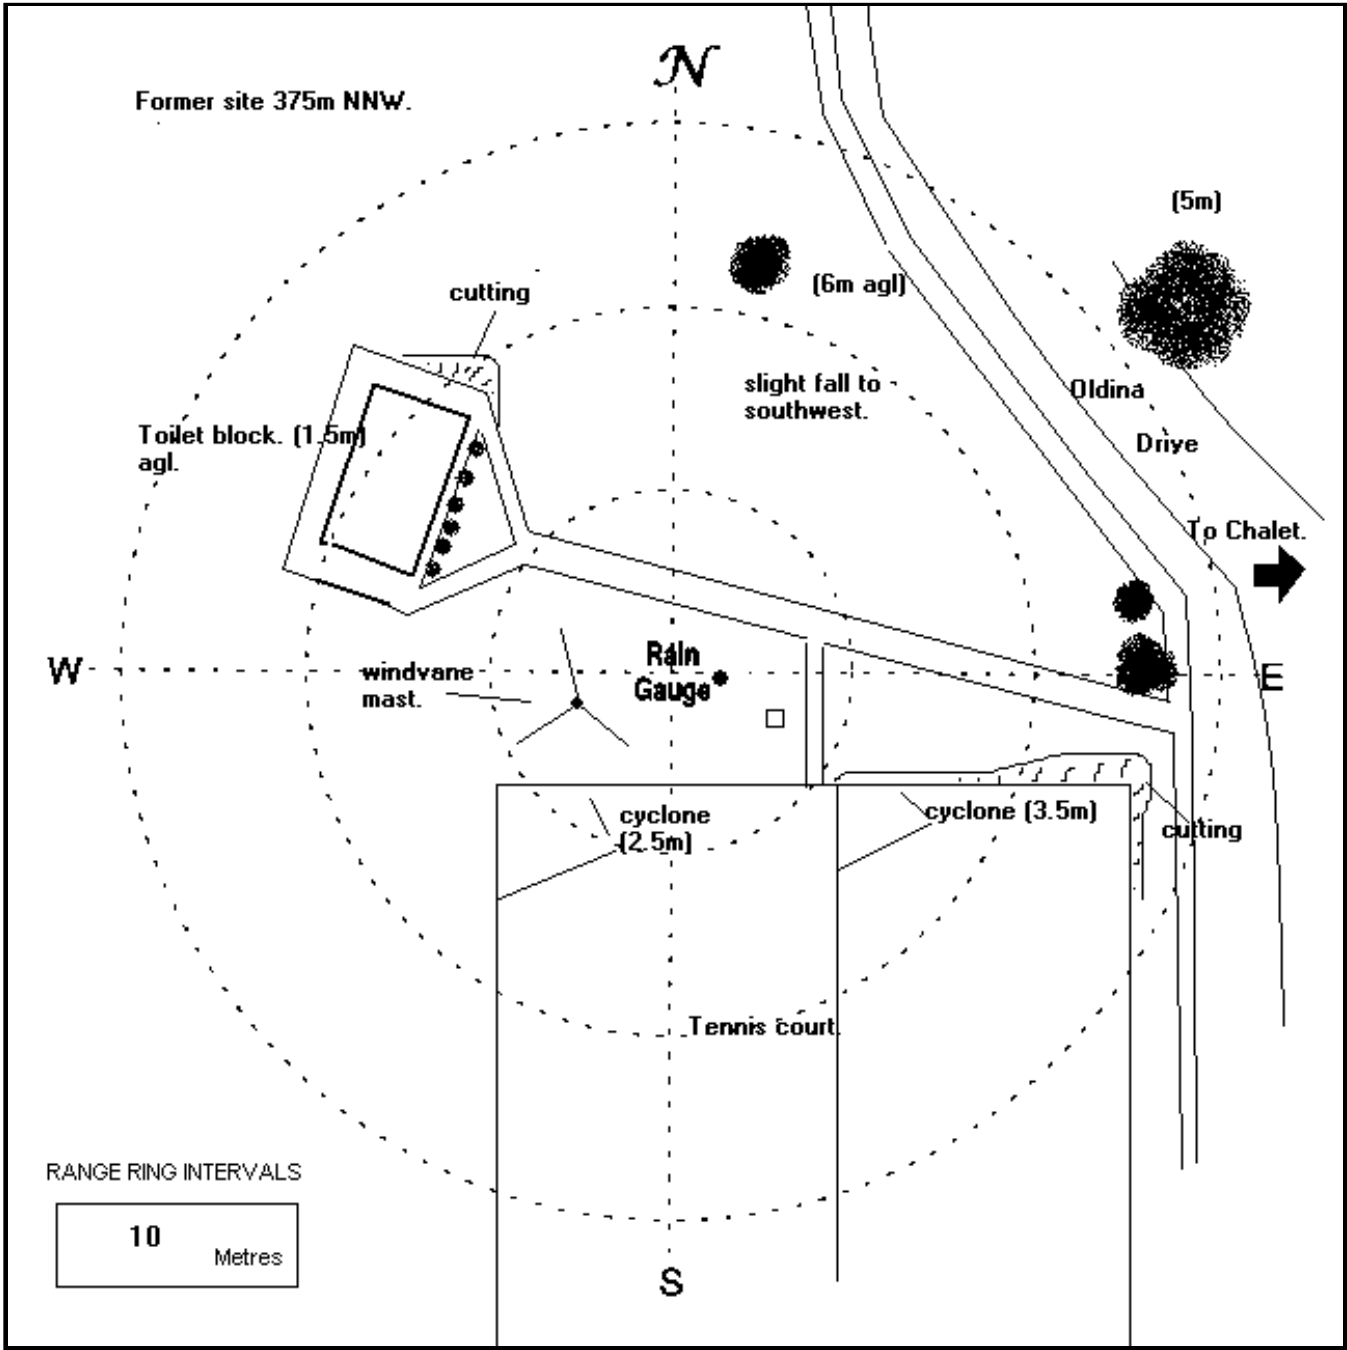 N
Former site 375m NNW.
(5m)
(6m agl)
cutting
slight fall to
southwest.
Oldina
Drive
Toilet block. (1.5m)
agl.
To Chalet.
W
windvane
mast.
Rain
Gauge
E
cyclone
(2.5m)
cyclone (3.5m)
cutting
Tennis court.
RANGE RING INTERVALS
10
Metres
S